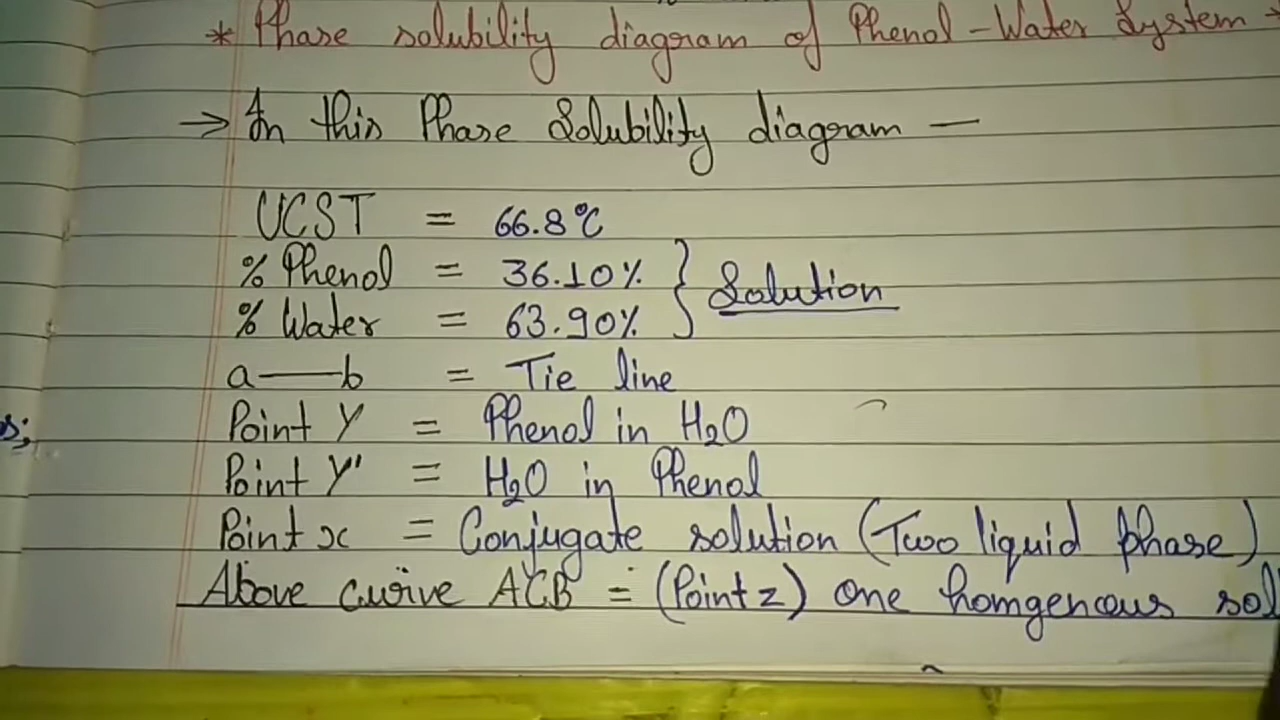 * Phase solubility diagram of Phenol-Water System →
→ In this Phase Solubility diagram —
UCST = 66.8°C
% Phenol = 36.10%
% Water = 63.90% } Solution
a—b = Tie line
Point Y = Phenol in H₂O
Point Y' = H₂O in Phenol
Point x = Conjugate solution (Two liquid phase)
Above curve ACB = (Point z) one homgenous sol